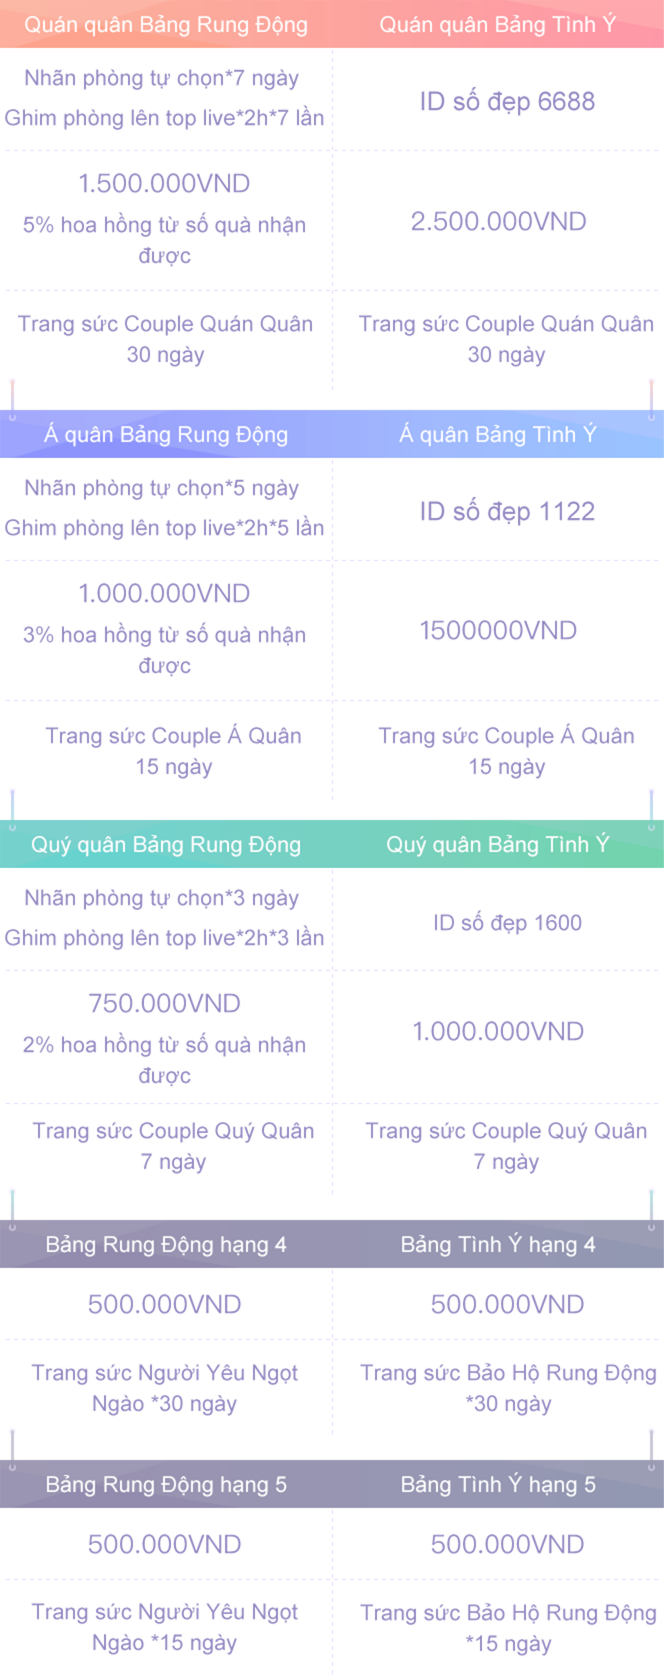 Quán quân Bảng Rung Động
Quán quân Bảng Tình Ý
Nhãn phòng tự chọn*7 ngày
Ghim phòng lên top live*2h*7 lần
ID số đẹp 6688
1.500.000VND
5% hoa hồng từ số quà nhận
được
2.500.000VND
Trang sức Couple Quán Quân
30 ngày
Trang sức Couple Quán Quân
30 ngày
Á quân Bảng Rung Động
Á quân Bảng Tình Ý
Nhãn phòng tự chọn*5 ngày
Ghim phòng lên top live*2h*5 lần
ID số đẹp 1122
1.000.000VND
3% hoa hồng từ số quà nhận
được
1500000VND
Trang sức Couple Á Quân
15 ngày
Trang sức Couple Á Quân
15 ngày
Quý quân Bảng Rung Động
Quý quân Bảng Tình Ý
Nhãn phòng tự chọn*3 ngày
Ghim phòng lên top live*2h*3 lần
ID số đẹp 1600
750.000VND
2% hoa hồng từ số quà nhận
được
1.000.000VND
Trang sức Couple Quý Quân
7 ngày
Trang sức Couple Quý Quân
7 ngày
Bảng Rung Động hạng 4
Bảng Tình Ý hạng 4
500.000VND
500.000VND
Trang sức Người Yêu Ngọt
Ngào *30 ngày
Trang sức Bảo Hộ Rung Động
*30 ngày
Bảng Rung Động hạng 5
Bảng Tình Ý hạng 5
500.000VND
500.000VND
Trang sức Người Yêu Ngọt
Ngào *15 ngày
Trang sức Bảo Hộ Rung Động
*15 ngày